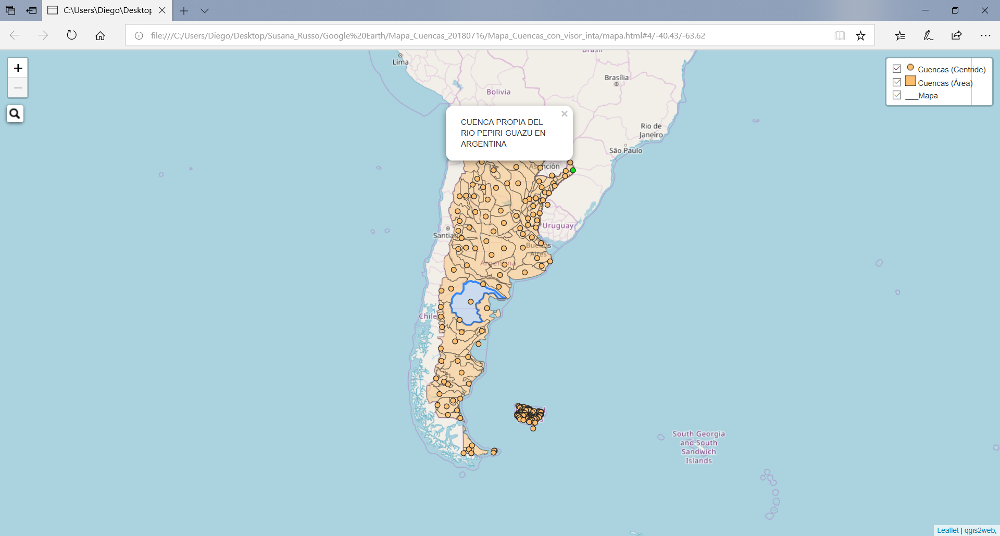 C:\Users\Diego\Desktop
file:///C:/Users/Diego/Desktop/Susana_Russo/Google%20Earth/Mapa_Cuencas_20180716/Mapa_Cuencas_con_visor_inta/mapa.html#4/-40.43/-63.62
+
−
Cuencas (Centride)
Cuencas (Área)
___Mapa
Brasil
Lima
Brasília
Bolivia
CUENCA PROPIA DEL
RIO PEPIRI-GUAZU EN
ARGENTINA
×
Rio de
Janeiro
São Paulo
Asunción
Uruguay
Santiago
Buenos
Aires
Argentina
Chile
South Georgia
and South
Sandwich
Islands
Leaflet | qgis2web,